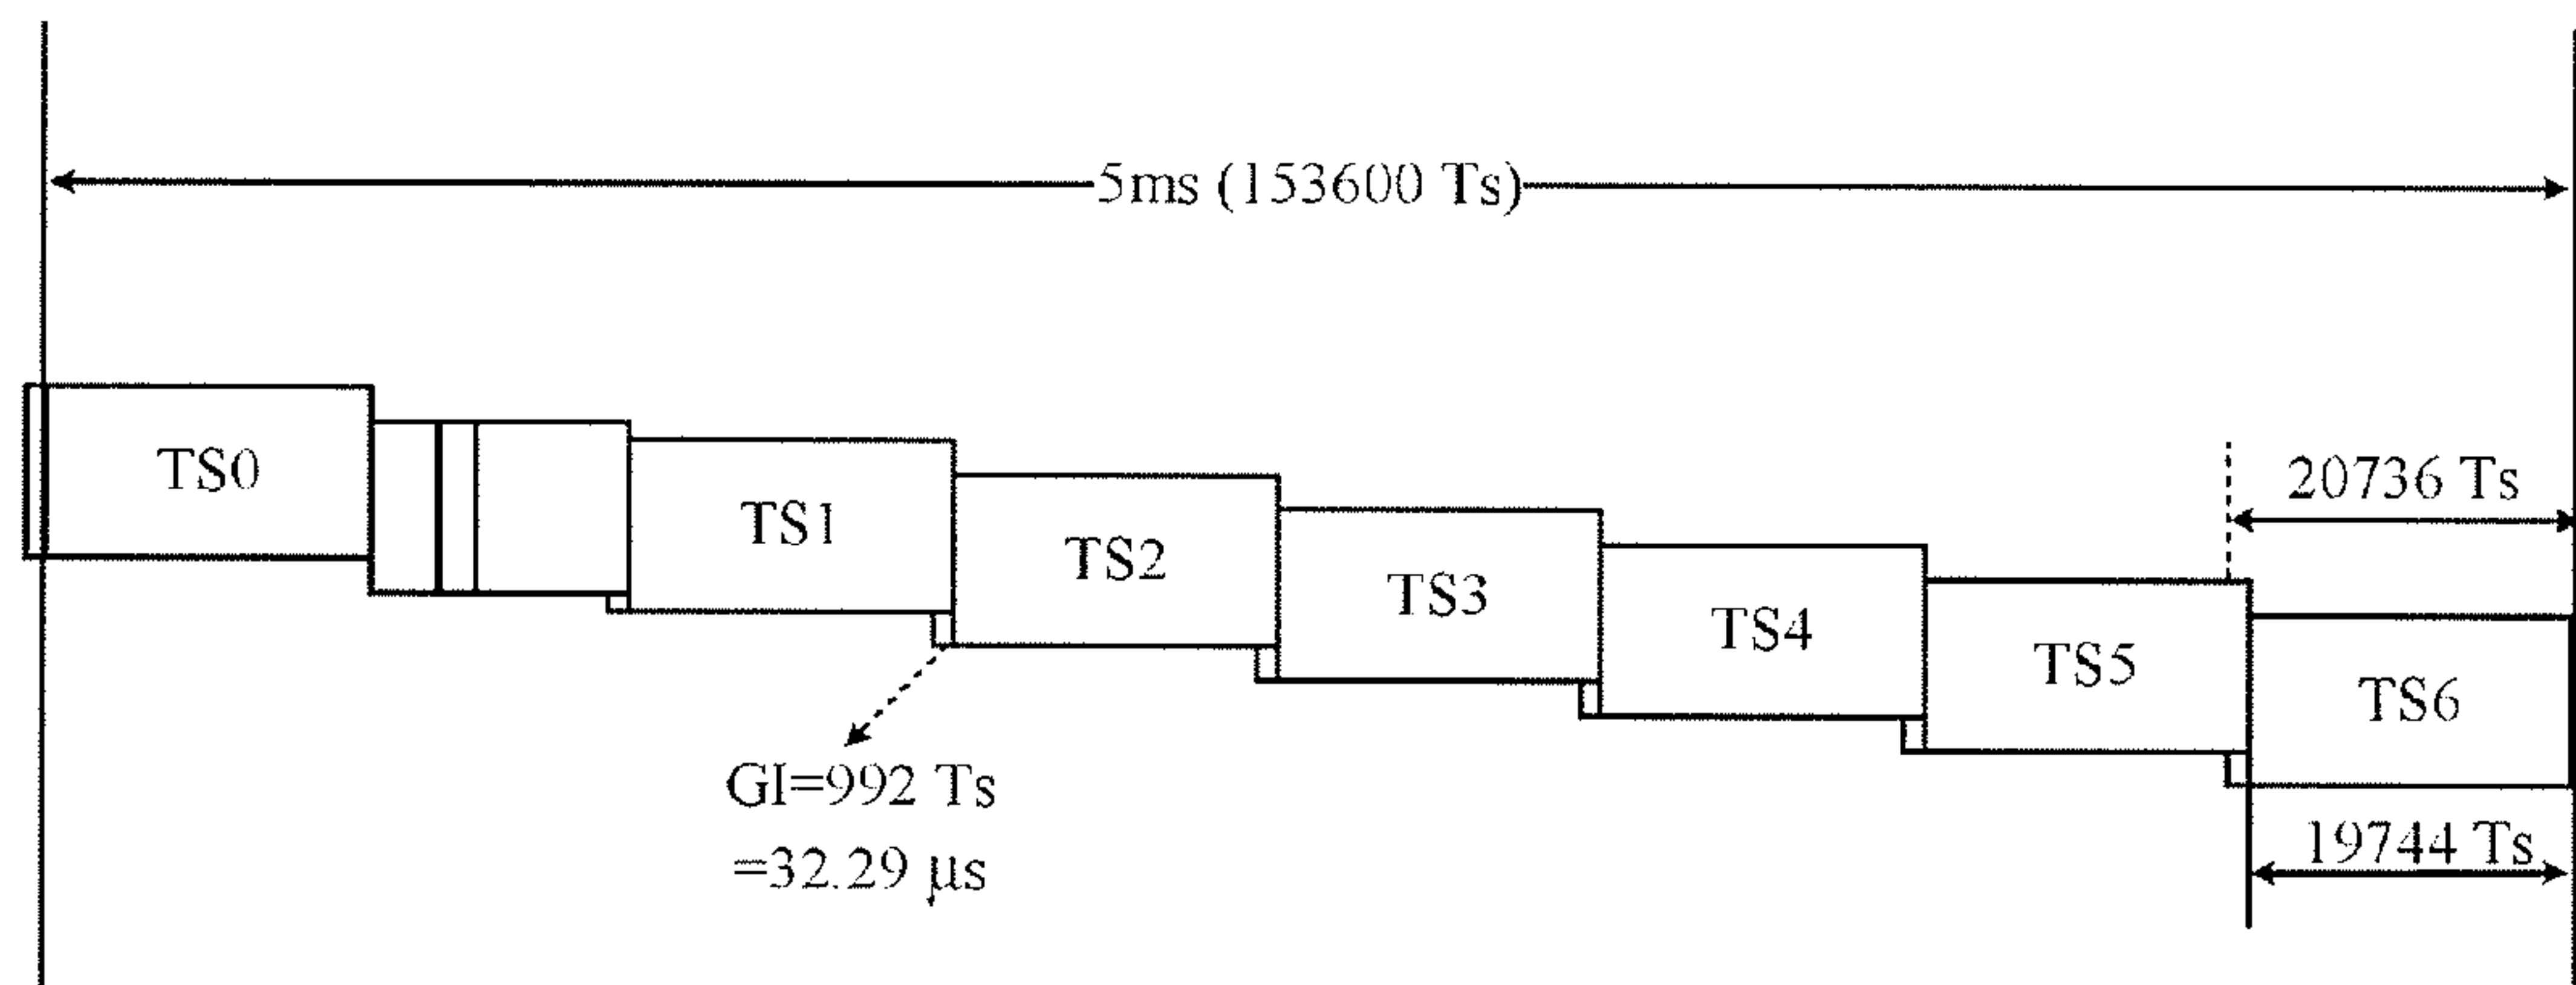 5ms (153600 Ts)
TS0
TS1
TS2
TS3
TS4
TS5
TS6
20736 Ts
GI=992 Ts
=32.29 μs
19744 Ts